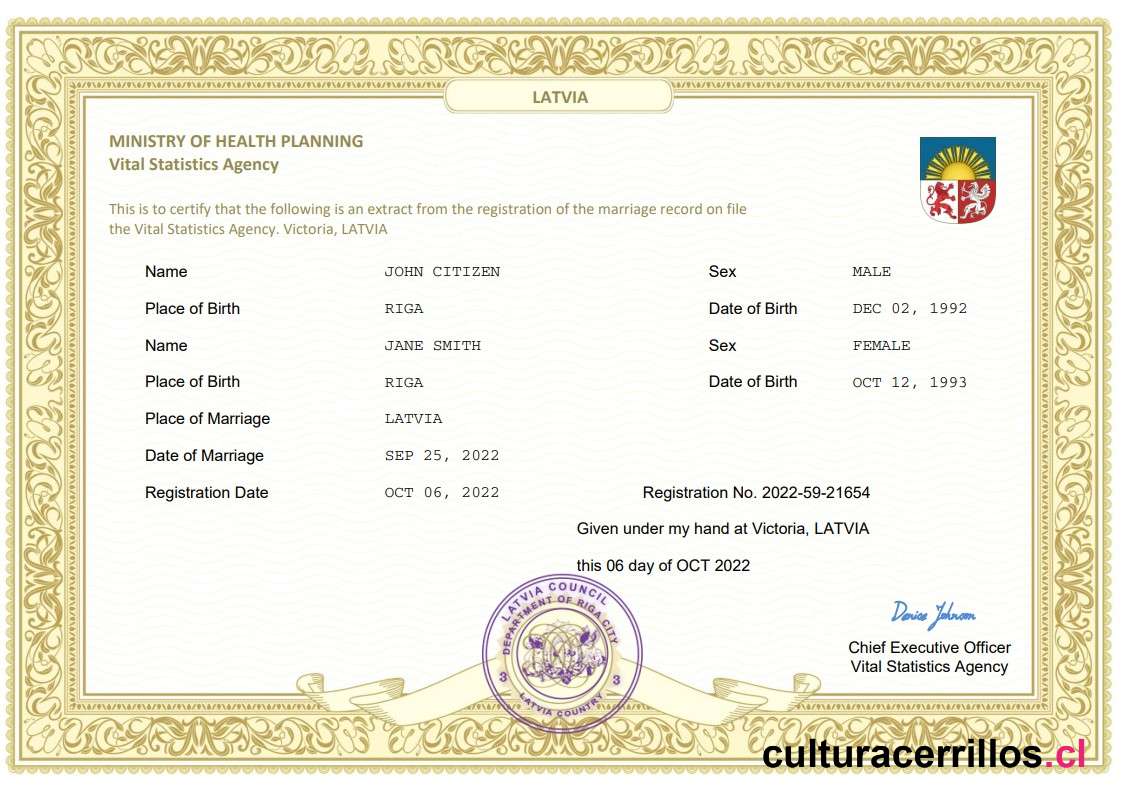 LATVIA
MINISTRY OF HEALTH PLANNING
Vital Statistics Agency
This is to certify that the following is an extract from the registration of the marriage record on file
the Vital Statistics Agency. Victoria, LATVIA
Name JOHN CITIZEN Sex MALE
Place of Birth RIGA Date of Birth DEC 02, 1992
Name JANE SMITH Sex FEMALE
Place of Birth RIGA Date of Birth OCT 12, 1993
Place of Marriage LATVIA
Date of Marriage SEP 25, 2022
Registration Date OCT 06, 2022 Registration No. 2022-59-21654
Given under my hand at Victoria, LATVIA
this 06 day of OCT 2022
LATVIA COUNCIL
DEPARTMENT OF RIGA CITY
3 3
LATVIA COUNTRY
Denise Johnson
Chief Executive Officer
Vital Statistics Agency
culturacerrillos.cl